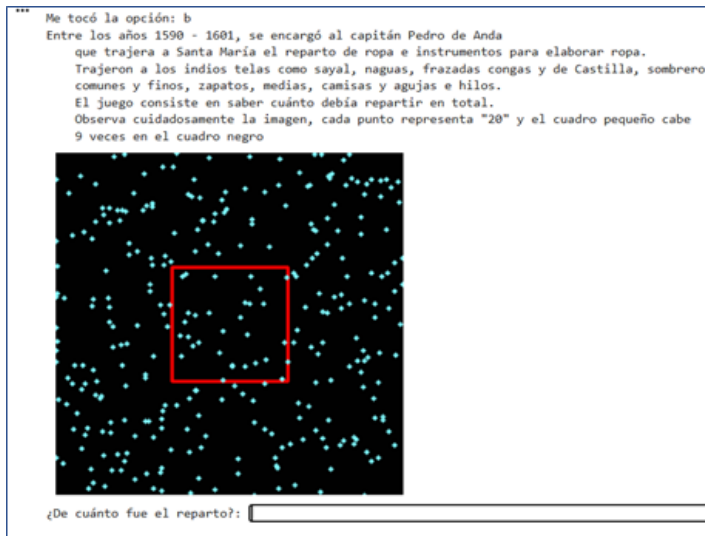 ...
Me tocó la opción: b
Entre los años 1590 - 1601, se encargó al capitán Pedro de Anda
que trajera a Santa María el reparto de ropa e instrumentos para elaborar ropa.
Trajeron a los indios telas como sayal, naguas, frazadas congas y de Castilla, sombrero
comunes y finos, zapatos, medias, camisas y agujas e hilos.
El juego consiste en saber cuánto debía repartir en total.
Observa cuidadosamente la imagen, cada punto representa "20" y el cuadro pequeño cabe
9 veces en el cuadro negro
¿De cuánto fue el reparto?: